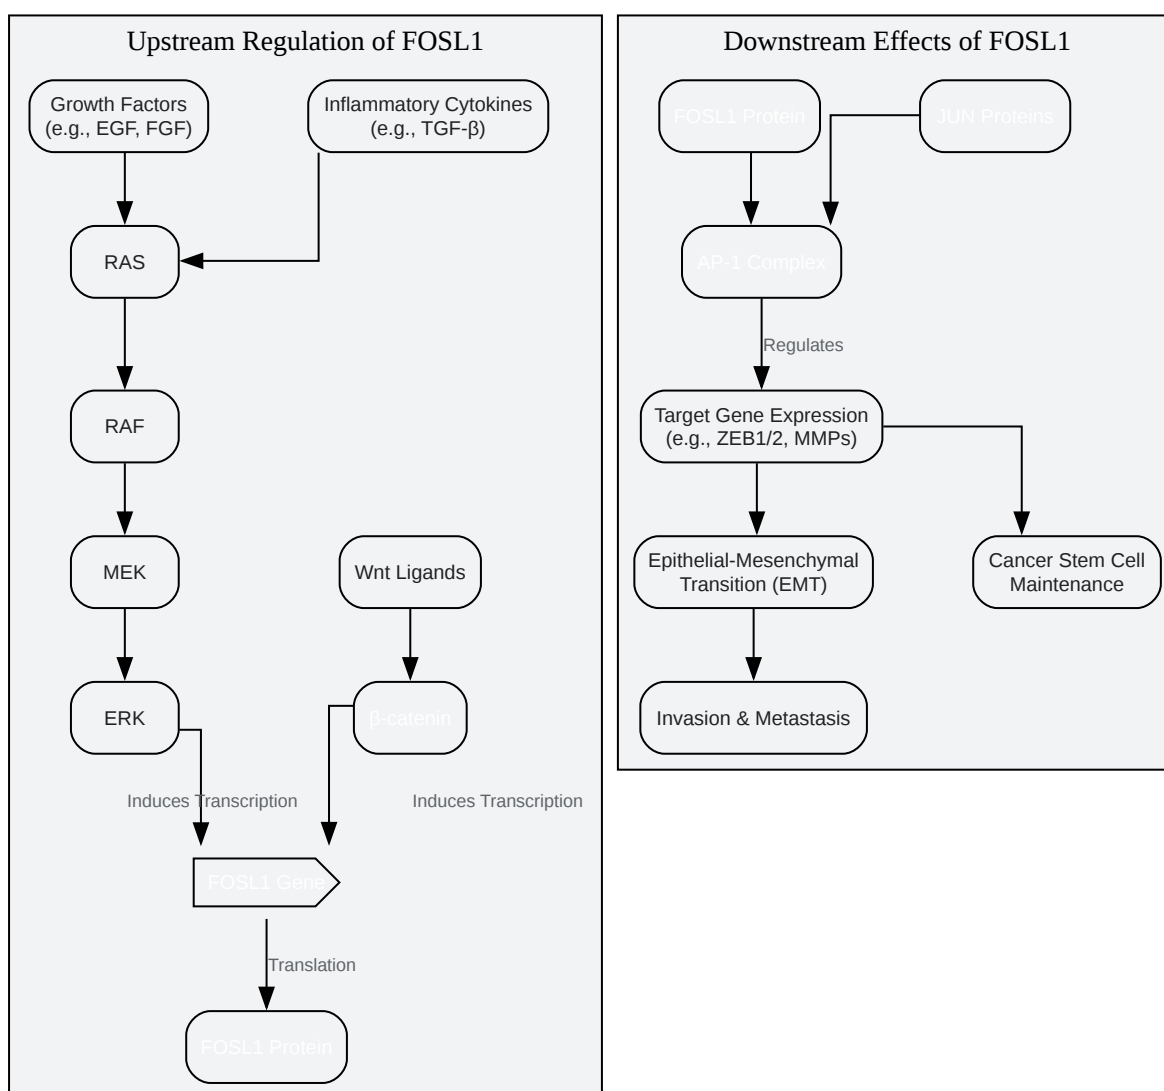 Upstream Regulation of FOSL1
Growth Factors
(e.g., EGF, FGF)
Inflammatory Cytokines
(e.g., TGF-β)
RAS
RAF
MEK
Wnt Ligands
ERK
β-catenin
Induces Transcription
Induces Transcription
FOSL1 Gene
Translation
FOSL1 Protein
Downstream Effects of FOSL1
FOSL1 Protein
JUN Proteins
AP-1 Complex
Regulates
Target Gene Expression
(e.g., ZEB1/2, MMPs)
Epithelial-Mesenchymal
Transition (EMT)
Cancer Stem Cell
Maintenance
Invasion & Metastasis